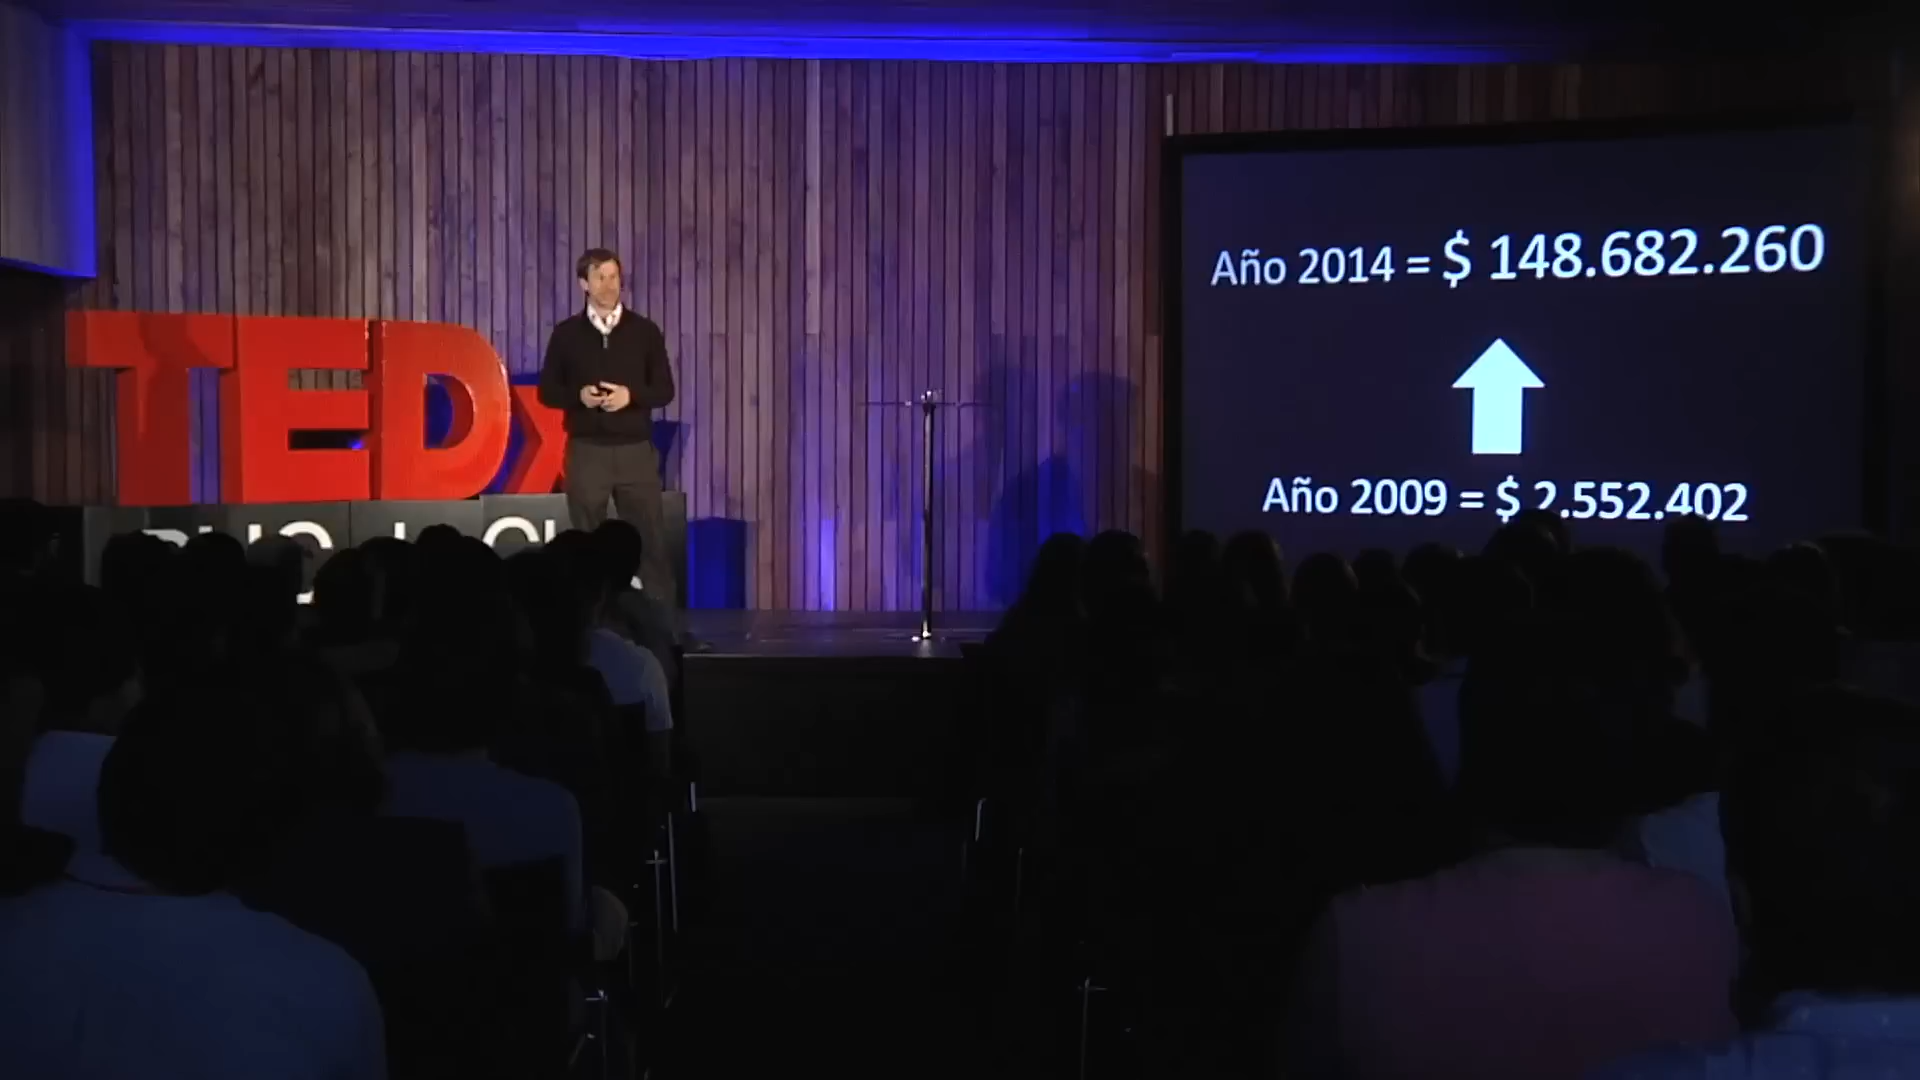 TEDx
Año 2014 = $ 148.682.260
Año 2009 = $ 2.552.402